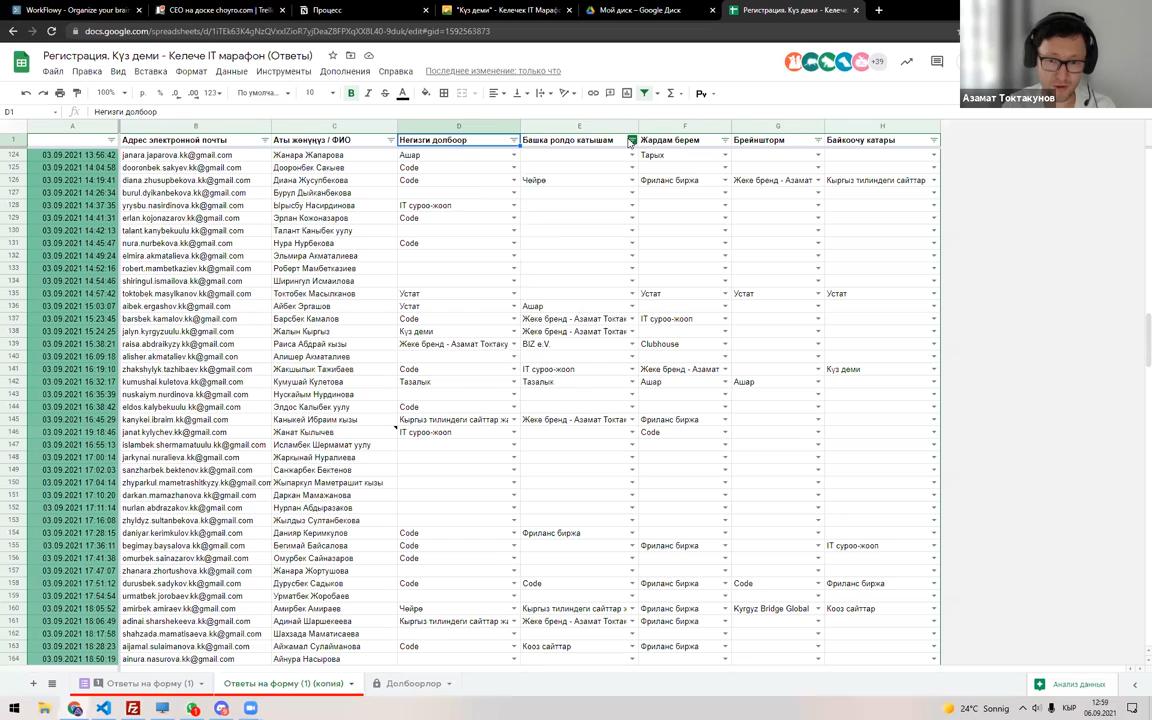 WorkFlowy - Organize your brai
CEO на доске choyro.com | Trell
Процесс
"Күз деми" - Келечек IT Марафо
Мой диск – Google Диск
Регистрация. Күз деми - Келече
docs.google.com/spreadsheets/d/1iTEk63K4gNzQVxxIZioR7yjDeaZ8FPXqXX8L40-9duk/edit#gid=1592563873
Регистрация. Күз деми - Келече IT марафон (Ответы)
Файл Правка Вид Вставка Формат Данные Инструменты Дополнения Справка Последнее изменение: только что
+39
Азамат Токтакунов
100% р. % .0 .00 123 По умолча... 10 B I S A
D1 Негизги долбоор
A B C D E F G H
1 Адрес электронной почты Аты жөнүңүз / ФИО Негизги долбоор Башка ролдо катышам Жардам берем Брейншторм Байкоочу катары
124 03.09.2021 13:56:42 janara.japarova.kk@gmail.com Жанара Жапарова Ашар Тарых
125 03.09.2021 14:04:58 dooronbek.sakyev.kk@gmail.com Дооронбек Сакыев Code
126 03.09.2021 14:19:41 diana.zhusupbekova.kk@gmail.com Диана Жусупбекова Code Чөйрө Фриланс биржа Жеке бренд - Азамат Кыргыз тилиндеги сайттар
127 03.09.2021 14:26:34 burul.dyikanbekova.kk@gmail.com Бурул Дыйканбекова
128 03.09.2021 14:37:35 yrysbu.nasirdinova.kk@gmail.com Ырысбу Насирдинова IT суроо-жооп
129 03.09.2021 14:41:31 erlan.kojonazarov.kk@gmail.com Эрлан Кожоназаров Code
130 03.09.2021 14:42:13 talant.kanybekuulu.kk@gmail.com Талант Каныбек уулу
131 03.09.2021 14:45:47 nura.nurbekova.kk@gmail.com Нура Нурбекова Code
132 03.09.2021 14:49:24 elmira.akmatalieva.kk@gmail.com Эльмира Акматалиева
133 03.09.2021 14:52:16 robert.mambetkaziev.kk@gmail.com Роберт Мамбетказиев
134 03.09.2021 14:54:46 shiringul.ismailova.kk@gmail.com Ширингул Исмаилова
135 03.09.2021 14:57:42 toktobek.masylkanov.kk@gmail.com Токтобек Масылканов Устат Устат Устат Устат
136 03.09.2021 15:03:07 aibek.ergashov.kk@gmail.com Айбек Эргашов Устат Ашар
137 03.09.2021 15:23:45 barsbek.kamalov.kk@gmail.com Барсбек Камалов Code Жеке бренд - Азамат Токтан IT суроо-жооп
138 03.09.2021 15:24:25 jalyn.kyrgyzuulu.kk@gmail.com Жалын Кыргыз Күз деми Жеке бренд - Азамат Токтан
139 03.09.2021 15:38:21 raisa.abdraikyzy.kk@gmail.com Раиса Абдрай кызы Жеке бренд - Азамат Токтаку BIZ e.V. Clubhouse
140 03.09.2021 16:09:18 alisher.akmataliev.kk@gmail.con Алишер Акматалиев
141 03.09.2021 16:19:10 zhakshylyk.tazhibaev.kk@gmail.com Жакшылык Тажибаев Code IT суроо-жооп Жеке бренд - Азамат Күз деми
142 03.09.2021 16:32:17 kumushai.kuletova.kk@gmail.com Кумушай Кулетова Тазалык Тазалык Ашар Ашар
143 03.09.2021 16:35:39 nuskaiym.nurdinova.kk@gmail.com Нускайым Нурдинова
144 03.09.2021 16:38:42 eldos.kalybekuulu.kk@gmail.com Элдос Калыбек уулу Code
145 03.09.2021 16:45:29 kanykei.ibraim.kk@gmail.com Каныкей Ибраим кызы Кыргыз тилиндеги сайттар жа Жеке бренд - Азамат Токтан Фриланс биржа
146 03.09.2021 19:18:46 janat.kylychev.kk@gmail.com Жанат Кылычев IT суроо-жооп Code
147 03.09.2021 16:55:13 islambek.shermamatuulu.kk@gmail.com Исламбек Шермамат уулу
148 03.09.2021 17:00:14 jarkynai.nuralieva.kk@gmail.com Жаркынай Нуралиева
149 03.09.2021 17:02:03 sanzharbek.bektenov.kk@gmail.com Санжарбек Бектенов
150 03.09.2021 17:04:14 zhyparkul.mametrashitkyzy.kk@gmail.com Жыпаркул Маметрашит кызы
151 03.09.2021 17:10:20 darkan.mamazhanova.kk@gmail.com Даркан Мамажанова
152 03.09.2021 17:11:14 nurlan.abdrazakov.kk@gmail.com Нурлан Абдыразаков
153 03.09.2021 17:16:08 zhyldyz.sultanbekova.kk@gmail.com Жылдыз Султанбекова
154 03.09.2021 17:28:15 daniyar.kerimkulov.kk@gmail.com Данияр Керимкулов Code Фриланс биржа
155 03.09.2021 17:36:11 begimay.baysalova.kk@gmail.com Бегимай Байсалова Code Фриланс биржа IT суроо-жооп
156 03.09.2021 17:41:38 omurbek.sainazarov.kk@gmail.com Омурбек Сайназаров Code
157 03.09.2021 17:47:07 zhanara.zhortushova.kk@gmail.com Жанара Жортушова
158 03.09.2021 17:51:12 durusbek.sadykov.kk@gmail.com Дурусбек Садыков Code Code Фриланс биржа Code Фриланс биржа
159 03.09.2021 17:54:54 urmatbek.jorobaev.kk@gmail.com Урматбек Жоробаев
160 03.09.2021 18:05:52 amirbek.amiraev.kk@gmail.com Амирбек Амираев Чөйрө Кыргыз тилиндеги сайттар ж Фриланс биржа Kyrgyz Bridge Global Кооз сайттар
161 03.09.2021 18:06:49 adinai.sharshekeeva.kk@gmail.com Адинай Шаршекеева Кыргыз тилиндеги сайттар жа Жеке бренд - Азамат Токтан Фриланс биржа
162 03.09.2021 18:17:58 shahzada.mamatisaeva.kk@gmail.com Шахзада Маматисаева
163 03.09.2021 18:28:23 aijamal.sulaimanova.kk@gmail.com Айжамал Сулайманова Code Кооз сайттар Фриланс биржа
164 03.09.2021 18:50:19 ainura.nasurova.kk@gmail.com Айнура Насырова
Ответы на форму (1) Ответы на форму (1) (копия) Долбоорлор Анализ данных
24°C Sonnig КЫР 12:59
06.09.2021